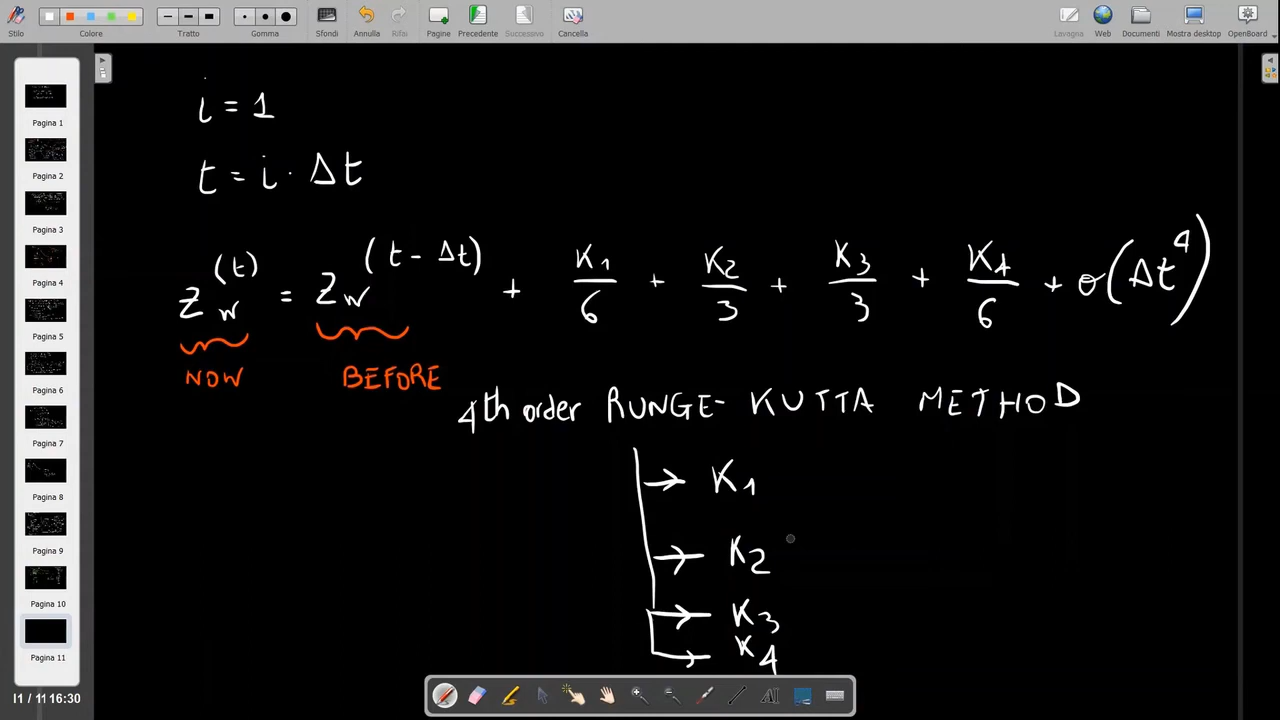 Stilo Colore Tratto Gomma Sfondi Annulla Rifai Pagine Precedente Successivo Cancella Lavagna Web Documenti Mostra desktop OpenBoard
Pagina 1
Pagina 2
Pagina 3
Pagina 4
Pagina 5
Pagina 6
Pagina 7
Pagina 8
Pagina 9
Pagina 10
Pagina 11
11 / 11 16:30
i = 1
t = i · Δt
Z_w^(t) = Z_w^(t - Δt) + K1/6 + K2/3 + K3/3 + K4/6 + o(Δt^4)
NOW BEFORE
4th order RUNGE-KUTTA METHOD
→ K1
→ K2
→ K3
→ K4